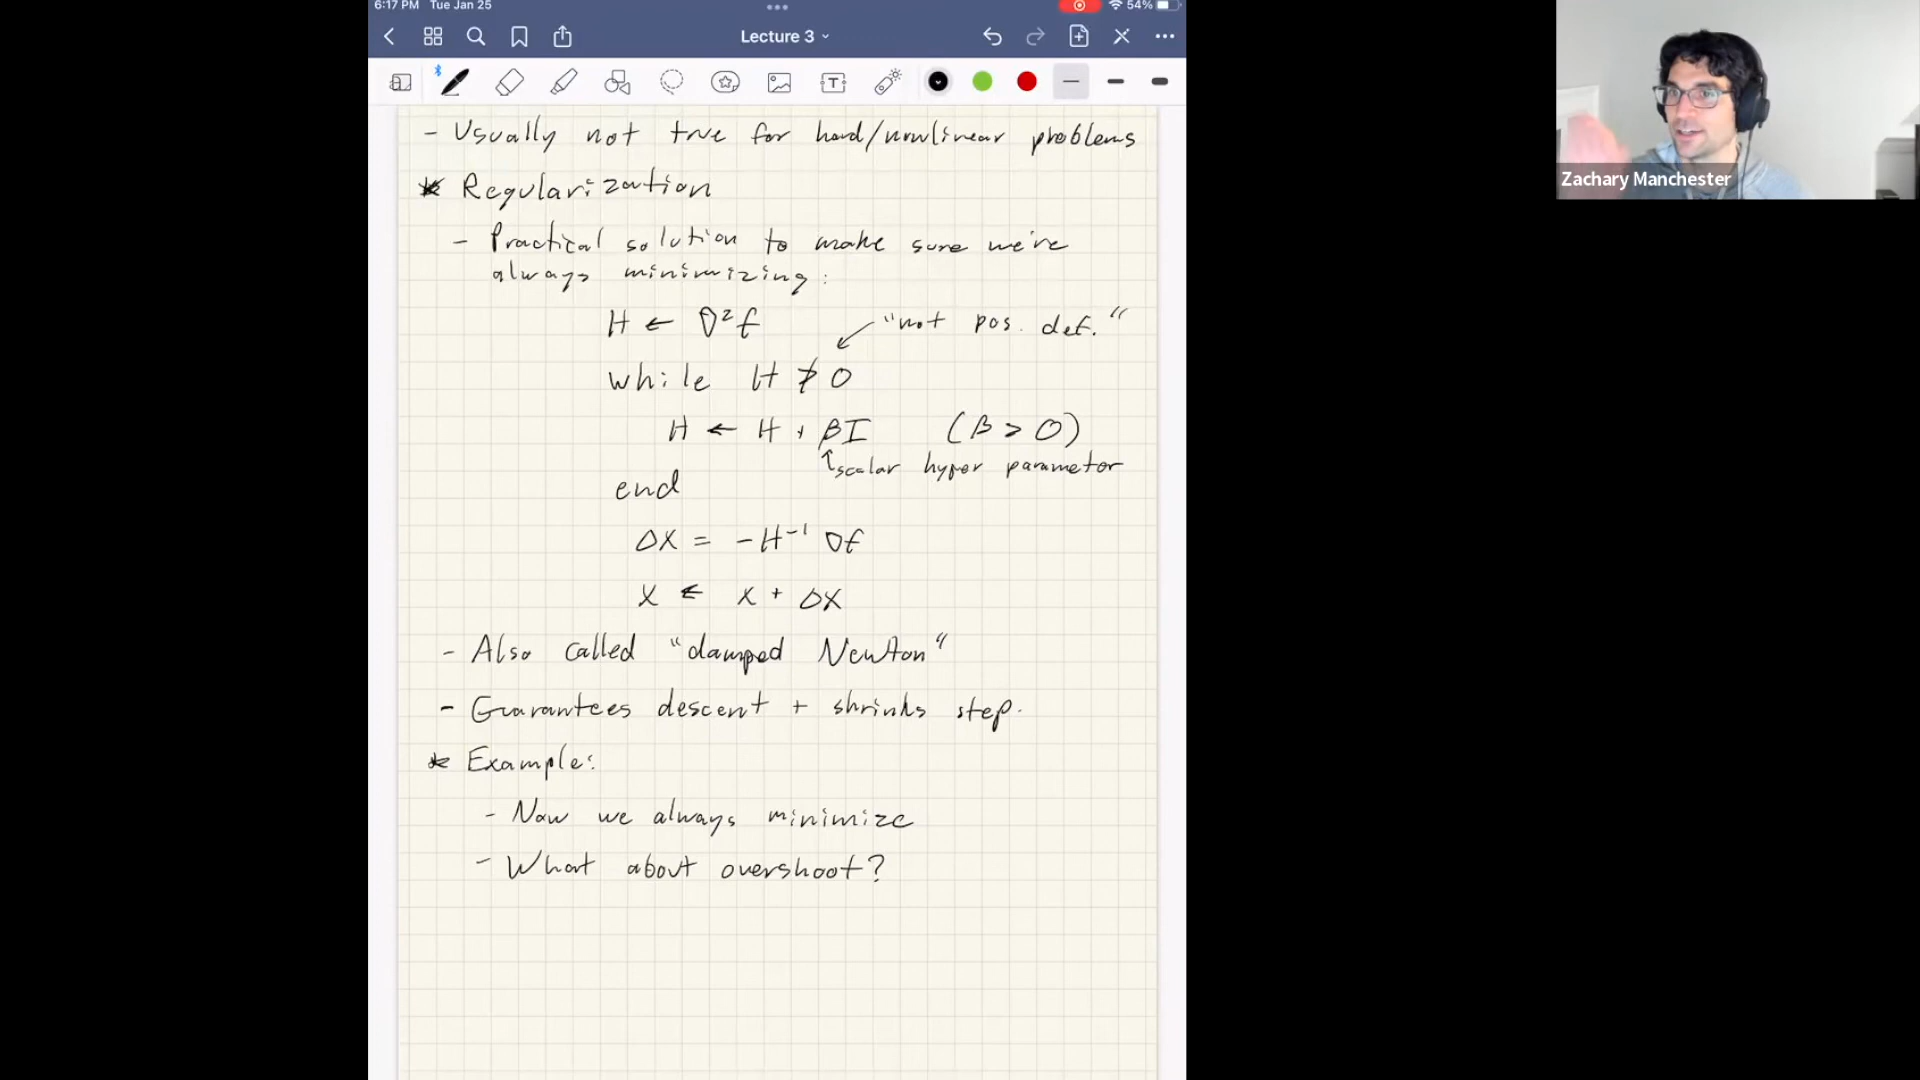 6:17 PM Tue Jan 25
54%
Lecture 3
Zachary Manchester
- Usually not true for hard/nonlinear problems
* Regularization
- Practical solution to make sure we're
always minimizing:
H ← ∇²f
"not pos. def."
while H ⊁ 0
H ← H + βI (β > 0)
↑ scalar hyper parameter
end
Δx = -H⁻¹ ∇f
x ← x + Δx
- Also called "damped Newton"
- Guarantees descent + shrinks step.
* Example:
- Now we always minimize
- What about overshoot?